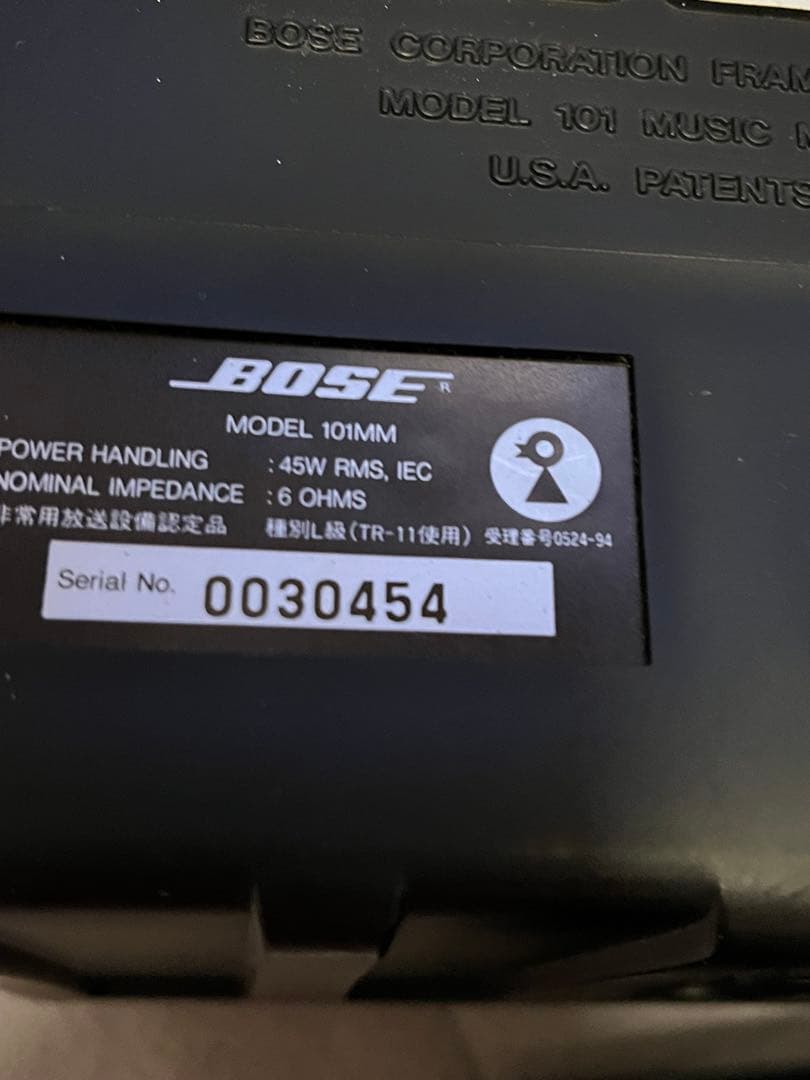 BOSE CORPORATION FRAM
MODEL 101 MUSIC M
U.S.A. PATENTS
BOSE R
MODEL 101MM
POWER HANDLING : 45W RMS, IEC
NOMINAL IMPEDANCE : 6 OHMS
非常用放送設備認定品 種別L級(TR-11使用) 受理番号0524-94
Serial No. 0030454